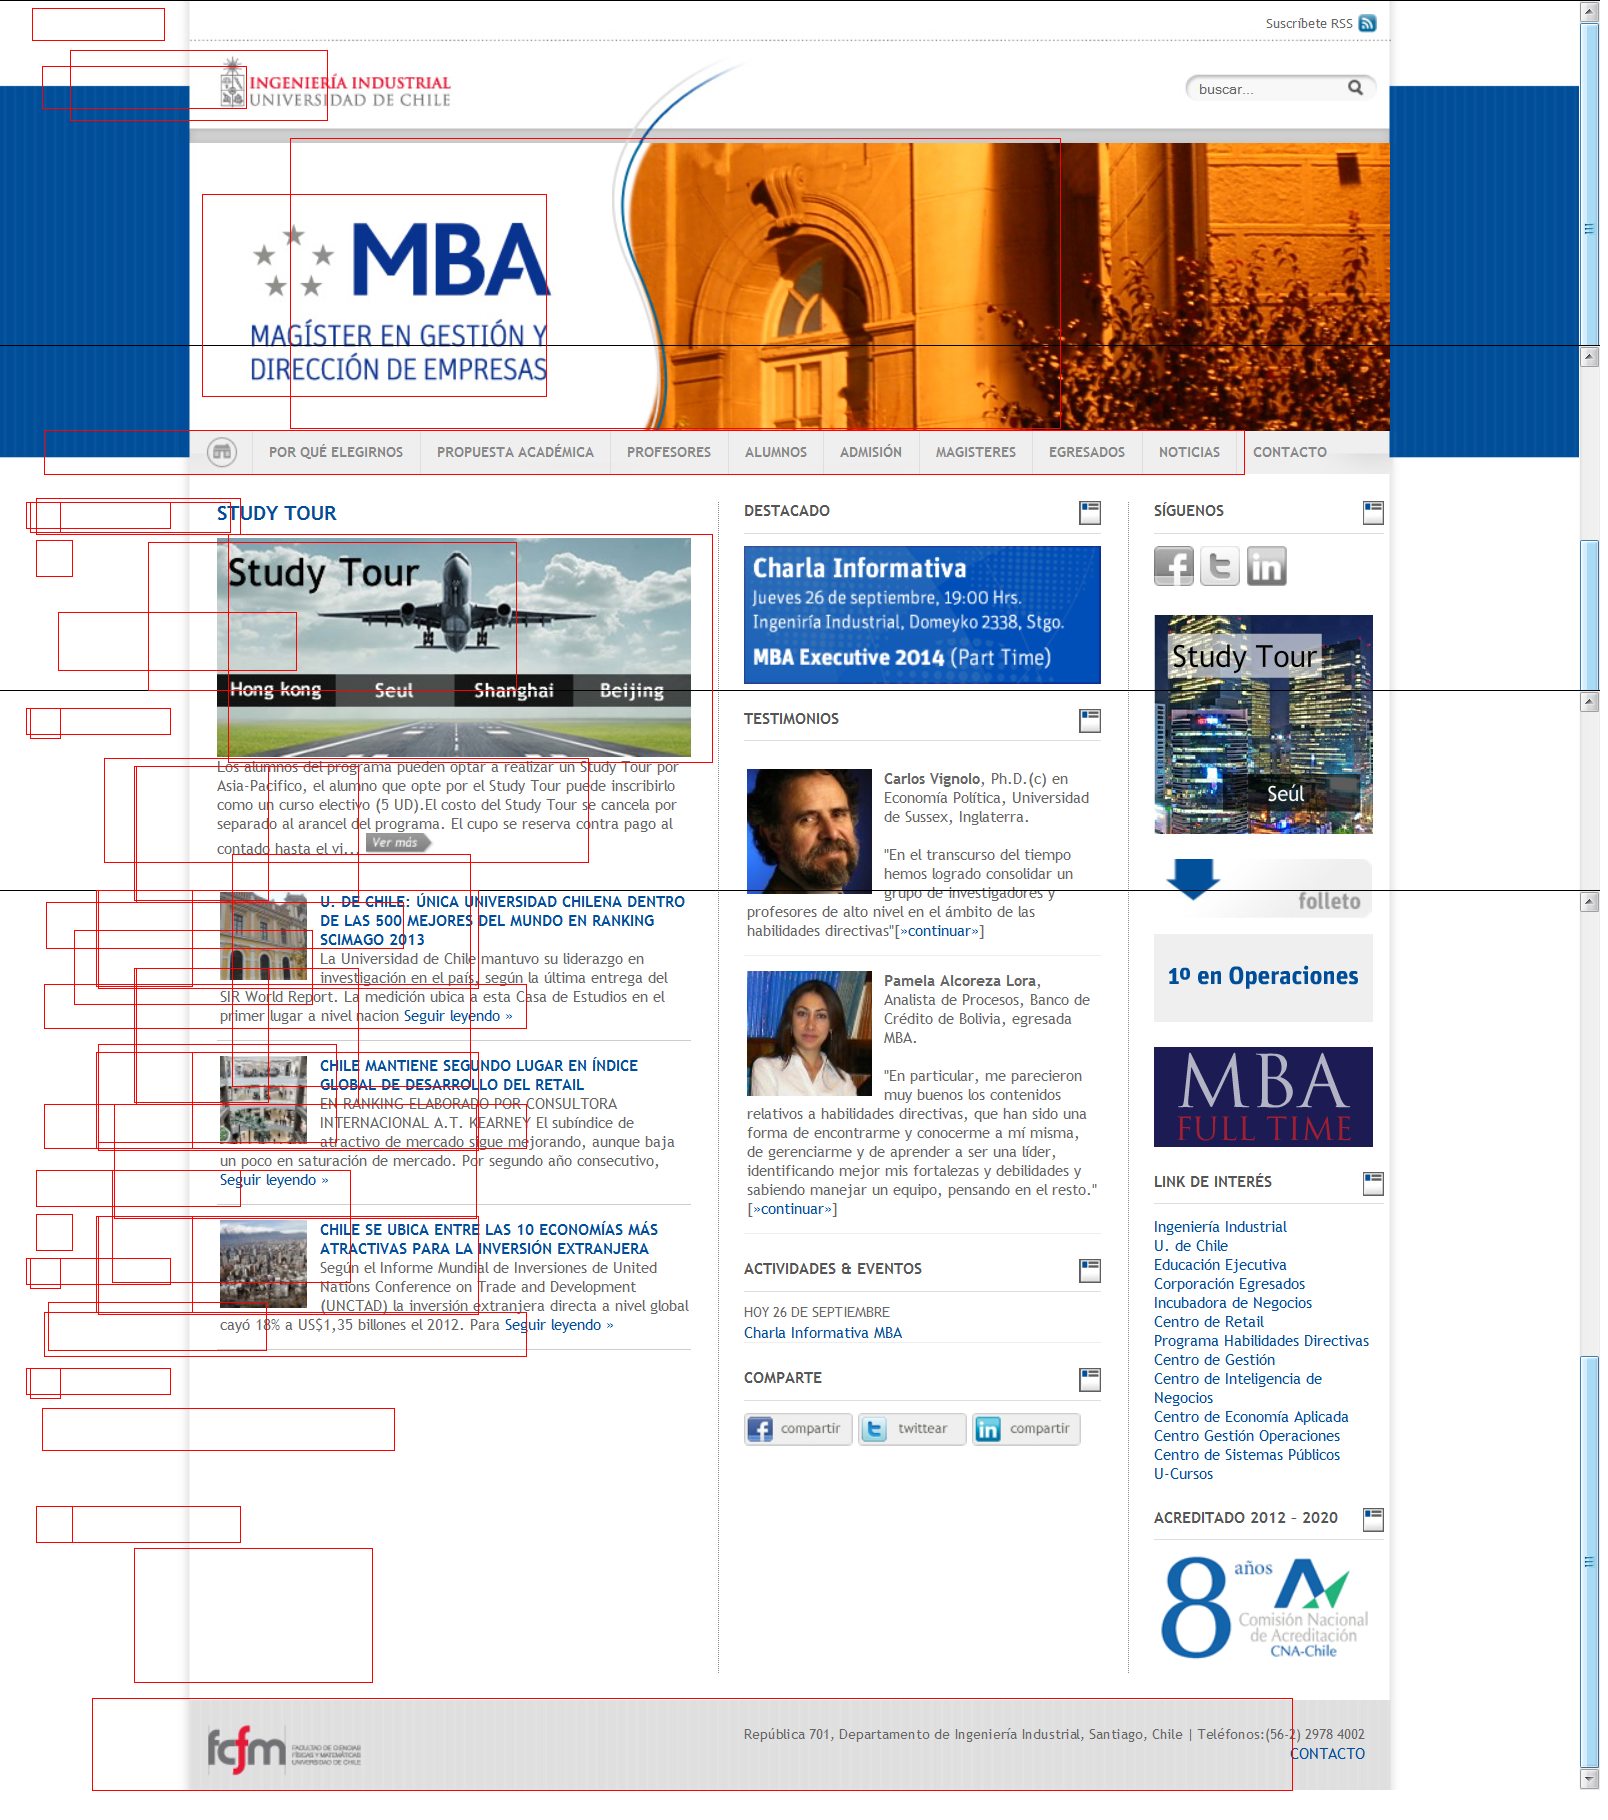 Suscríbete RSS
INGENIERÍA INDUSTRIAL
UNIVERSIDAD DE CHILE
buscar...
MBA
MAGÍSTER EN GESTIÓN Y
DIRECCIÓN DE EMPRESAS
POR QUÉ ELEGIRNOS
PROPUESTA ACADÉMICA
PROFESORES
ALUMNOS
ADMISIÓN
MAGISTERES
EGRESADOS
NOTICIAS
CONTACTO
STUDY TOUR
Study Tour
Hong kong
Seul
Shanghai
Beijing
Los alumnos del programa pueden optar a realizar un Study Tour por
Asia-Pacifico, el alumno que opte por el Study Tour puede inscribirlo
como un curso electivo (5 UD).El costo del Study Tour se cancela por
separado al arancel del programa. El cupo se reserva contra pago al
contado hasta el vi... Ver más
U. DE CHILE: ÚNICA UNIVERSIDAD CHILENA DENTRO
DE LAS 500 MEJORES DEL MUNDO EN RANKING
SCIMAGO 2013
La Universidad de Chile mantuvo su liderazgo en
investigación en el país, según la última entrega del
SIR World Report. La medición ubica a esta Casa de Estudios en el
primer lugar a nivel nacion Seguir leyendo »
CHILE MANTIENE SEGUNDO LUGAR EN ÍNDICE
GLOBAL DE DESARROLLO DEL RETAIL
EN RANKING ELABORADO POR CONSULTORA
INTERNACIONAL A.T. KEARNEY El subíndice de
atractivo de mercado sigue mejorando, aunque baja
un poco en saturación de mercado. Por segundo año consecutivo,
Seguir leyendo »
CHILE SE UBICA ENTRE LAS 10 ECONOMÍAS MÁS
ATRACTIVAS PARA LA INVERSIÓN EXTRANJERA
Según el Informe Mundial de Inversiones de United
Nations Conference on Trade and Development
(UNCTAD) la inversión extranjera directa a nivel global
cayó 18% a US$1,35 billones el 2012. Para Seguir leyendo »
DESTACADO
Charla Informativa
Jueves 26 de septiembre, 19:00 Hrs.
Ingeniría Industrial, Domeyko 2338, Stgo.
MBA Executive 2014 (Part Time)
TESTIMONIOS
Carlos Vignolo, Ph.D.(c) en
Economía Política, Universidad
de Sussex, Inglaterra.
"En el transcurso del tiempo
hemos logrado consolidar un
grupo de investigadores y
profesores de alto nivel en el ámbito de las
habilidades directivas"[»continuar»]
Pamela Alcoreza Lora,
Analista de Procesos, Banco de
Crédito de Bolivia, egresada
MBA.
"En particular, me parecieron
muy buenos los contenidos
relativos a habilidades directivas, que han sido una
forma de encontrarme y conocerme a mí misma,
de gerenciarme y de aprender a ser una líder,
identificando mejor mis fortalezas y debilidades y
sabiendo manejar un equipo, pensando en el resto."
[»continuar»]
ACTIVIDADES & EVENTOS
HOY 26 DE SEPTIEMBRE
Charla Informativa MBA
COMPARTE
compartir
twittear
compartir
SÍGUENOS
Study Tour
Seúl
folleto
1º en Operaciones
MBA
FULL TIME
LINK DE INTERÉS
Ingeniería Industrial
U. de Chile
Educación Ejecutiva
Corporación Egresados
Incubadora de Negocios
Centro de Retail
Programa Habilidades Directivas
Centro de Gestión
Centro de Inteligencia de
Negocios
Centro de Economía Aplicada
Centro Gestión Operaciones
Centro de Sistemas Públicos
U-Cursos
ACREDITADO 2012 – 2020
8 años
Comisión Nacional
de Acreditación
CNA-Chile
fcfm
FACULTAD DE CIENCIAS
FÍSICAS Y MATEMÁTICAS
UNIVERSIDAD DE CHILE
República 701, Departamento de Ingeniería Industrial, Santiago, Chile | Teléfonos:(56-2) 2978 4002
CONTACTO